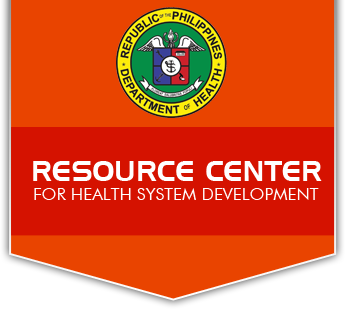 REPUBLIC OF THE PHILIPPINES
DEPARTMENT OF HEALTH
RESOURCE CENTER
FOR HEALTH SYSTEM DEVELOPMENT